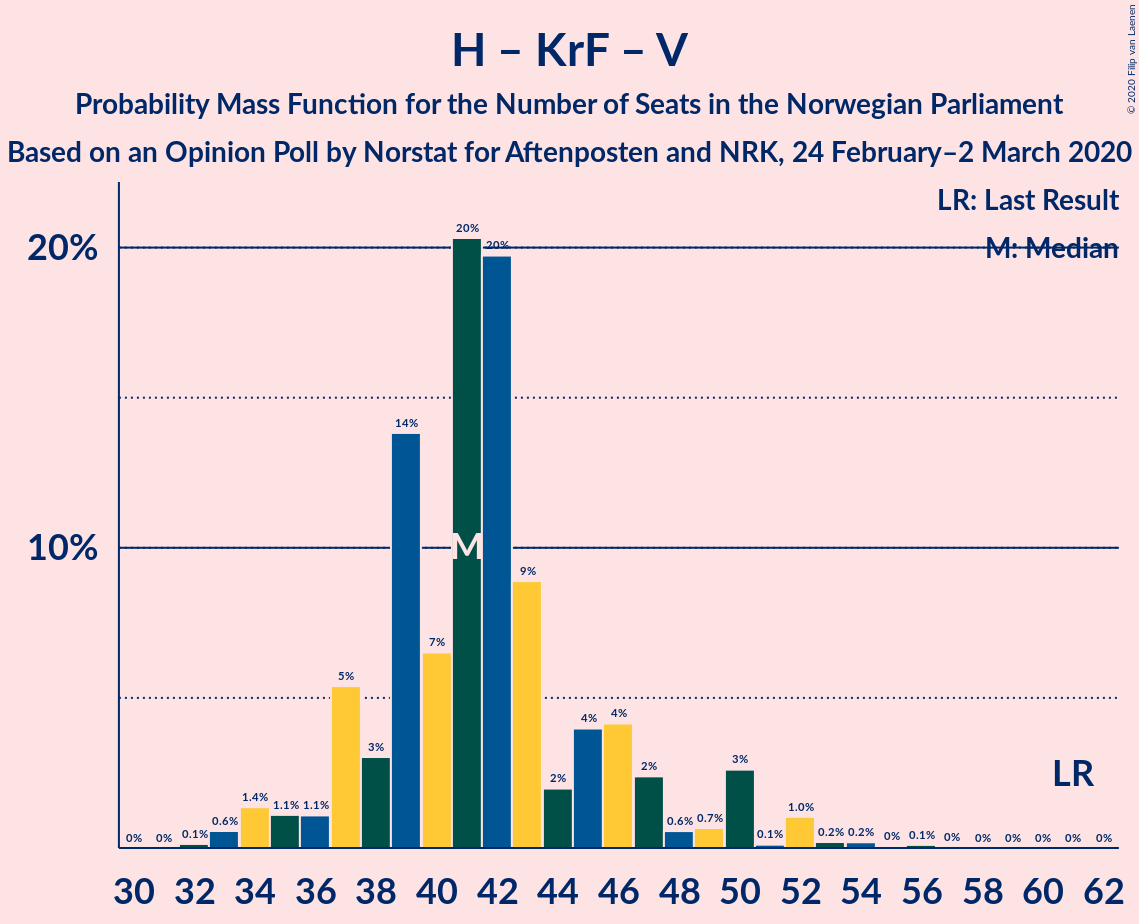 H – KrF – V
Probability Mass Function for the Number of Seats in the Norwegian Parliament
Based on an Opinion Poll by Norstat for Aftenposten and NRK, 24 February–2 March 2020
© 2020 Filip van Laenen
LR: Last Result
M: Median
20%
10%
0% 0% 0.1% 0.6% 1.4% 1.1% 1.1% 5% 3% 14% 7% 20% 20% 9% 2% 4% 4% 2% 0.6% 0.7% 3% 0.1% 1.0% 0.2% 0.2% 0% 0.1% 0% 0% 0% 0% 0% 0%
M
LR
30 32 34 36 38 40 42 44 46 48 50 52 54 56 58 60 62